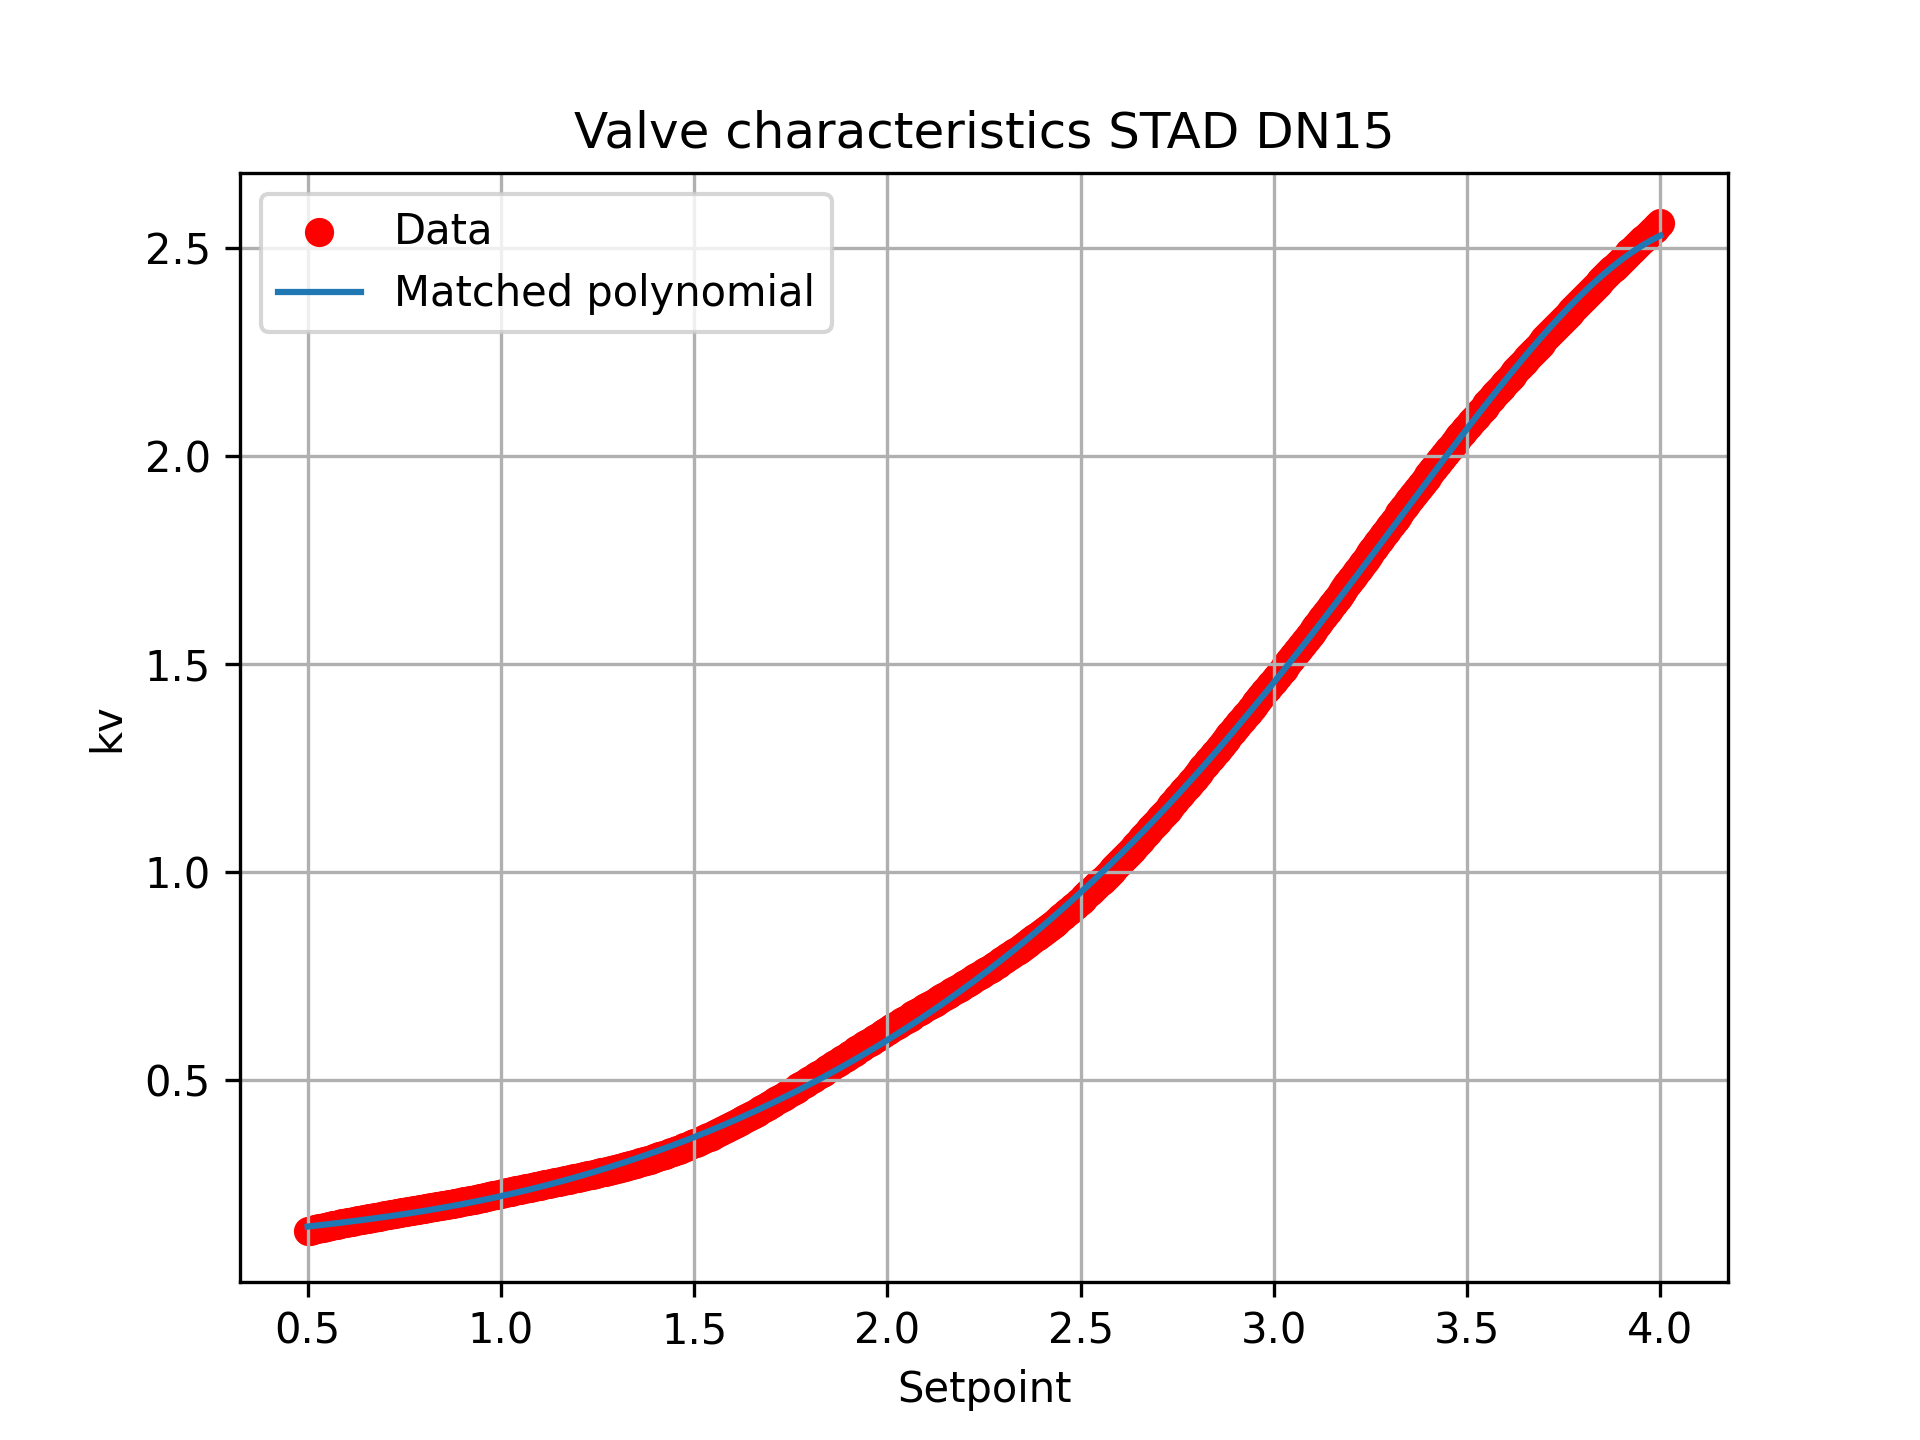 Valve characteristics STAD DN15
Data
Matched polynomial
2.5
2.0
1.5
1.0
0.5
kv
0.5 1.0 1.5 2.0 2.5 3.0 3.5 4.0
Setpoint